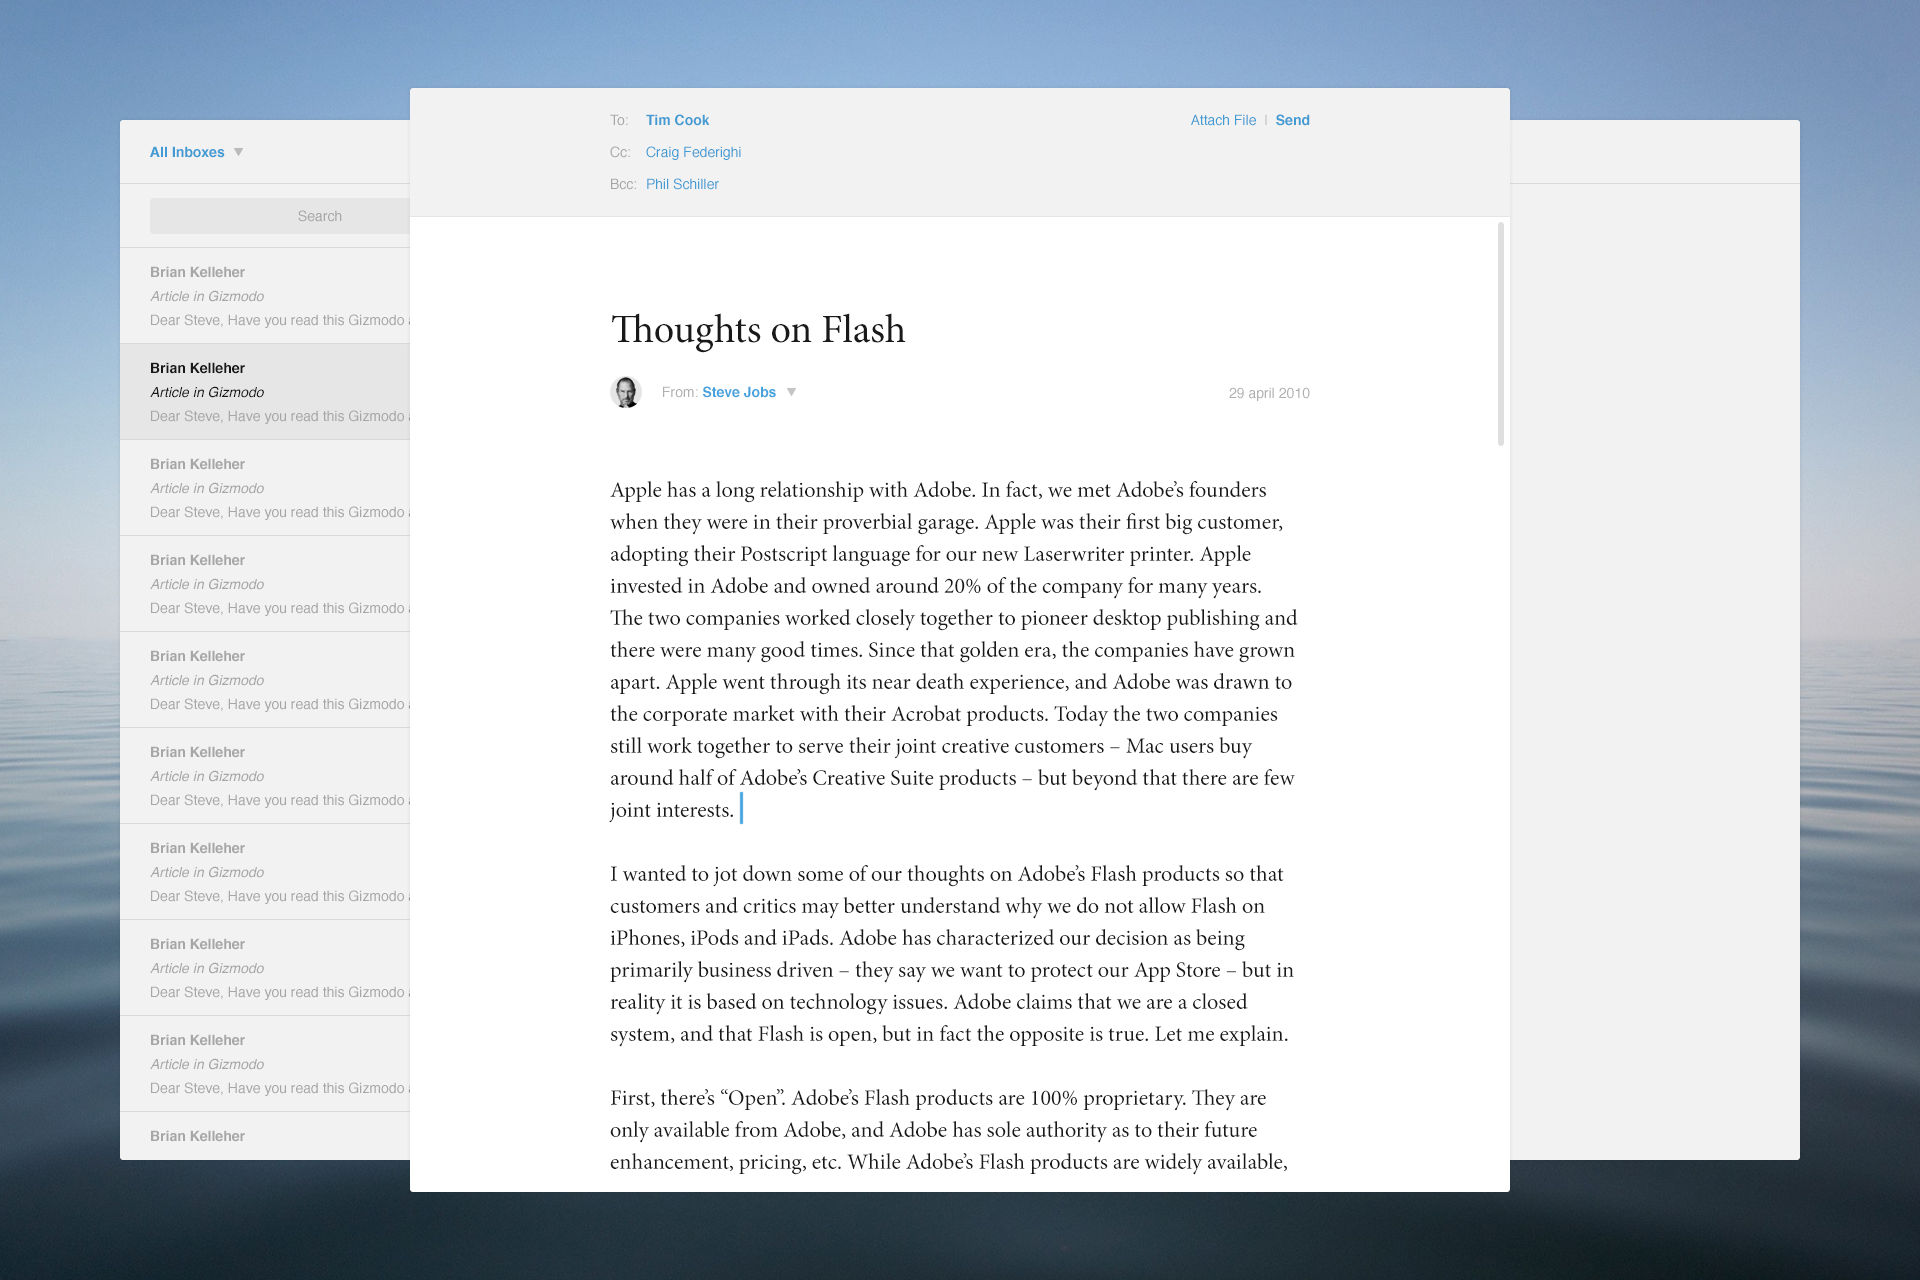 All Inboxes
Search
Brian Kelleher
Article in Gizmodo
Dear Steve, Have you read this Gizmodo
Brian Kelleher
Article in Gizmodo
Dear Steve, Have you read this Gizmodo
Brian Kelleher
Article in Gizmodo
Dear Steve, Have you read this Gizmodo
Brian Kelleher
Article in Gizmodo
Dear Steve, Have you read this Gizmodo
Brian Kelleher
Article in Gizmodo
Dear Steve, Have you read this Gizmodo
Brian Kelleher
Article in Gizmodo
Dear Steve, Have you read this Gizmodo
Brian Kelleher
Article in Gizmodo
Dear Steve, Have you read this Gizmodo
Brian Kelleher
Article in Gizmodo
Dear Steve, Have you read this Gizmodo
Brian Kelleher
Article in Gizmodo
Dear Steve, Have you read this Gizmodo
Brian Kelleher
To: Tim Cook
Attach File | Send
Cc: Craig Federighi
Bcc: Phil Schiller
Thoughts on Flash
From: Steve Jobs
29 april 2010
Apple has a long relationship with Adobe. In fact, we met Adobe’s founders
when they were in their proverbial garage. Apple was their first big customer,
adopting their Postscript language for our new Laserwriter printer. Apple
invested in Adobe and owned around 20% of the company for many years.
The two companies worked closely together to pioneer desktop publishing and
there were many good times. Since that golden era, the companies have grown
apart. Apple went through its near death experience, and Adobe was drawn to
the corporate market with their Acrobat products. Today the two companies
still work together to serve their joint creative customers – Mac users buy
around half of Adobe’s Creative Suite products – but beyond that there are few
joint interests.
I wanted to jot down some of our thoughts on Adobe’s Flash products so that
customers and critics may better understand why we do not allow Flash on
iPhones, iPods and iPads. Adobe has characterized our decision as being
primarily business driven – they say we want to protect our App Store – but in
reality it is based on technology issues. Adobe claims that we are a closed
system, and that Flash is open, but in fact the opposite is true. Let me explain.
First, there’s “Open”. Adobe’s Flash products are 100% proprietary. They are
only available from Adobe, and Adobe has sole authority as to their future
enhancement, pricing, etc. While Adobe’s Flash products are widely available,